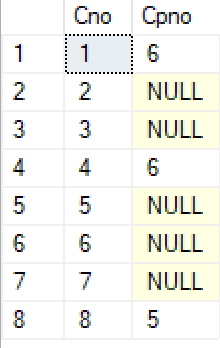 Cno Cpno
1 1 6
2 2 NULL
3 3 NULL
4 4 6
5 5 NULL
6 6 NULL
7 7 NULL
8 8 5